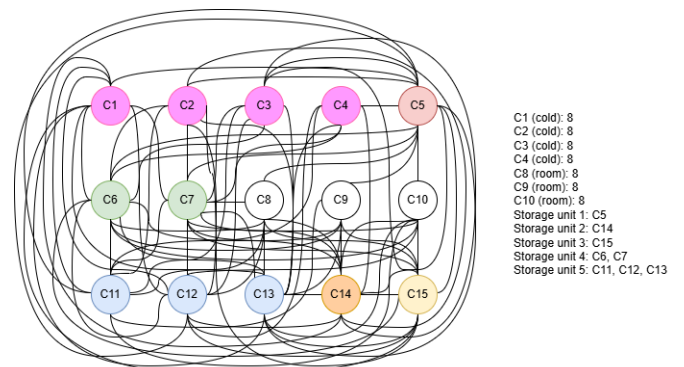 C1 C2 C3 C4 C5
C6 C7 C8 C9 C10
C11 C12 C13 C14 C15
C1 (cold): 8
C2 (cold): 8
C3 (cold): 8
C4 (cold): 8
C8 (room): 8
C9 (room): 8
C10 (room): 8
Storage unit 1: C5
Storage unit 2: C14
Storage unit 3: C15
Storage unit 4: C6, C7
Storage unit 5: C11, C12, C13